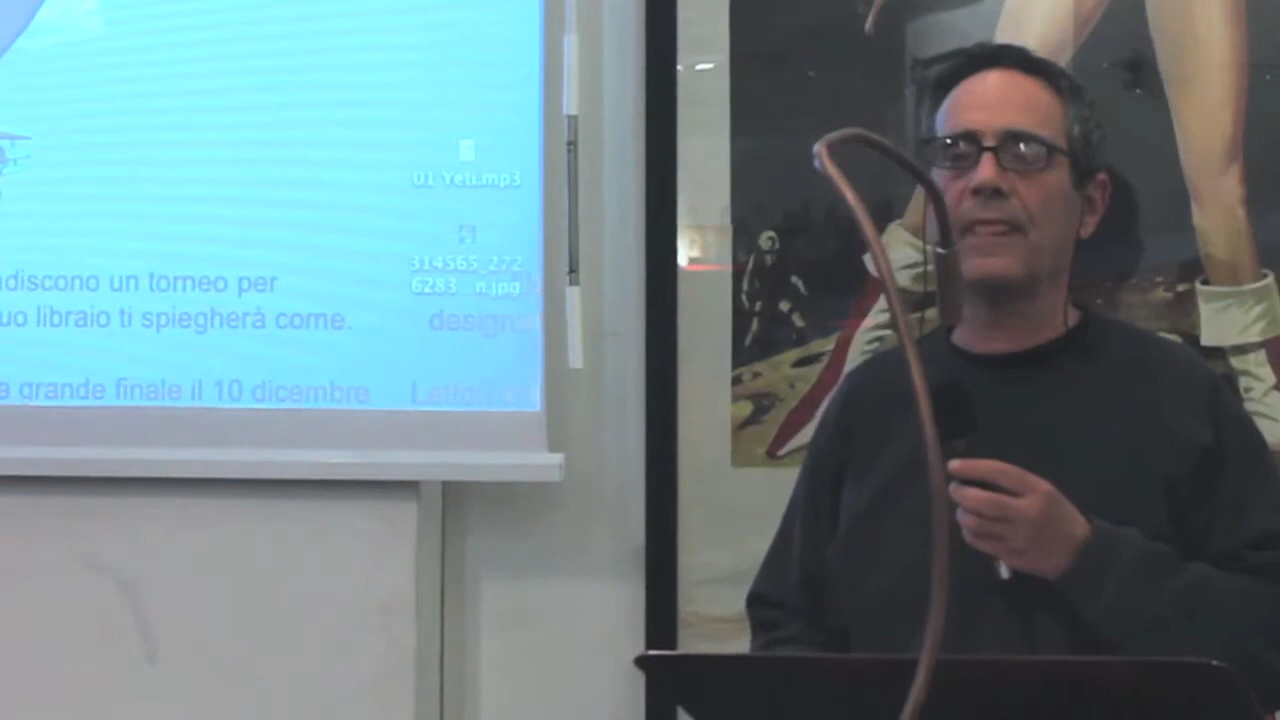 01 Yeti.mp3
314565_272
6283 n.jpg
discono un torneo per
uo libraio ti spiegherà come.
a grande finale il 10 dicembre